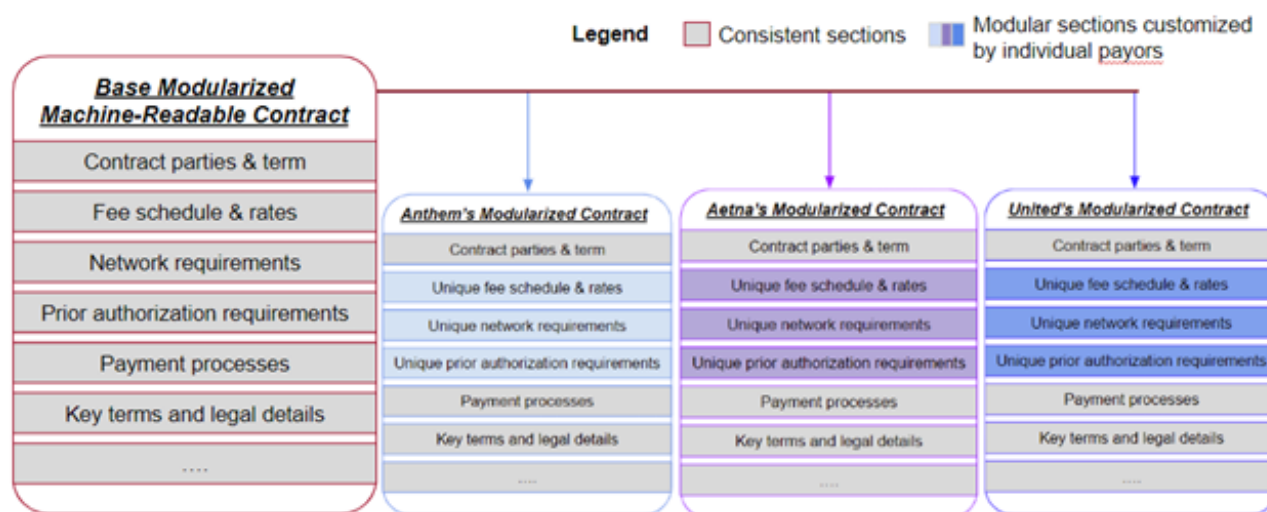 Legend
Consistent sections
Modular sections customized
by individual payors
Base Modularized
Machine-Readable Contract
Contract parties & term
Fee schedule & rates
Network requirements
Prior authorization requirements
Payment processes
Key terms and legal details
....
Anthem's Modularized Contract
Contract parties & term
Unique fee schedule & rates
Unique network requirements
Unique prior authorization requirements
Payment processes
Key terms and legal details
....
Aetna's Modularized Contract
Contract parties & term
Unique fee schedule & rates
Unique network requirements
Unique prior authorization requirements
Payment processes
Key terms and legal details
....
United's Modularized Contract
Contract parties & term
Unique fee schedule & rates
Unique network requirements
Unique prior authorization requirements
Payment processes
Key terms and legal details
....